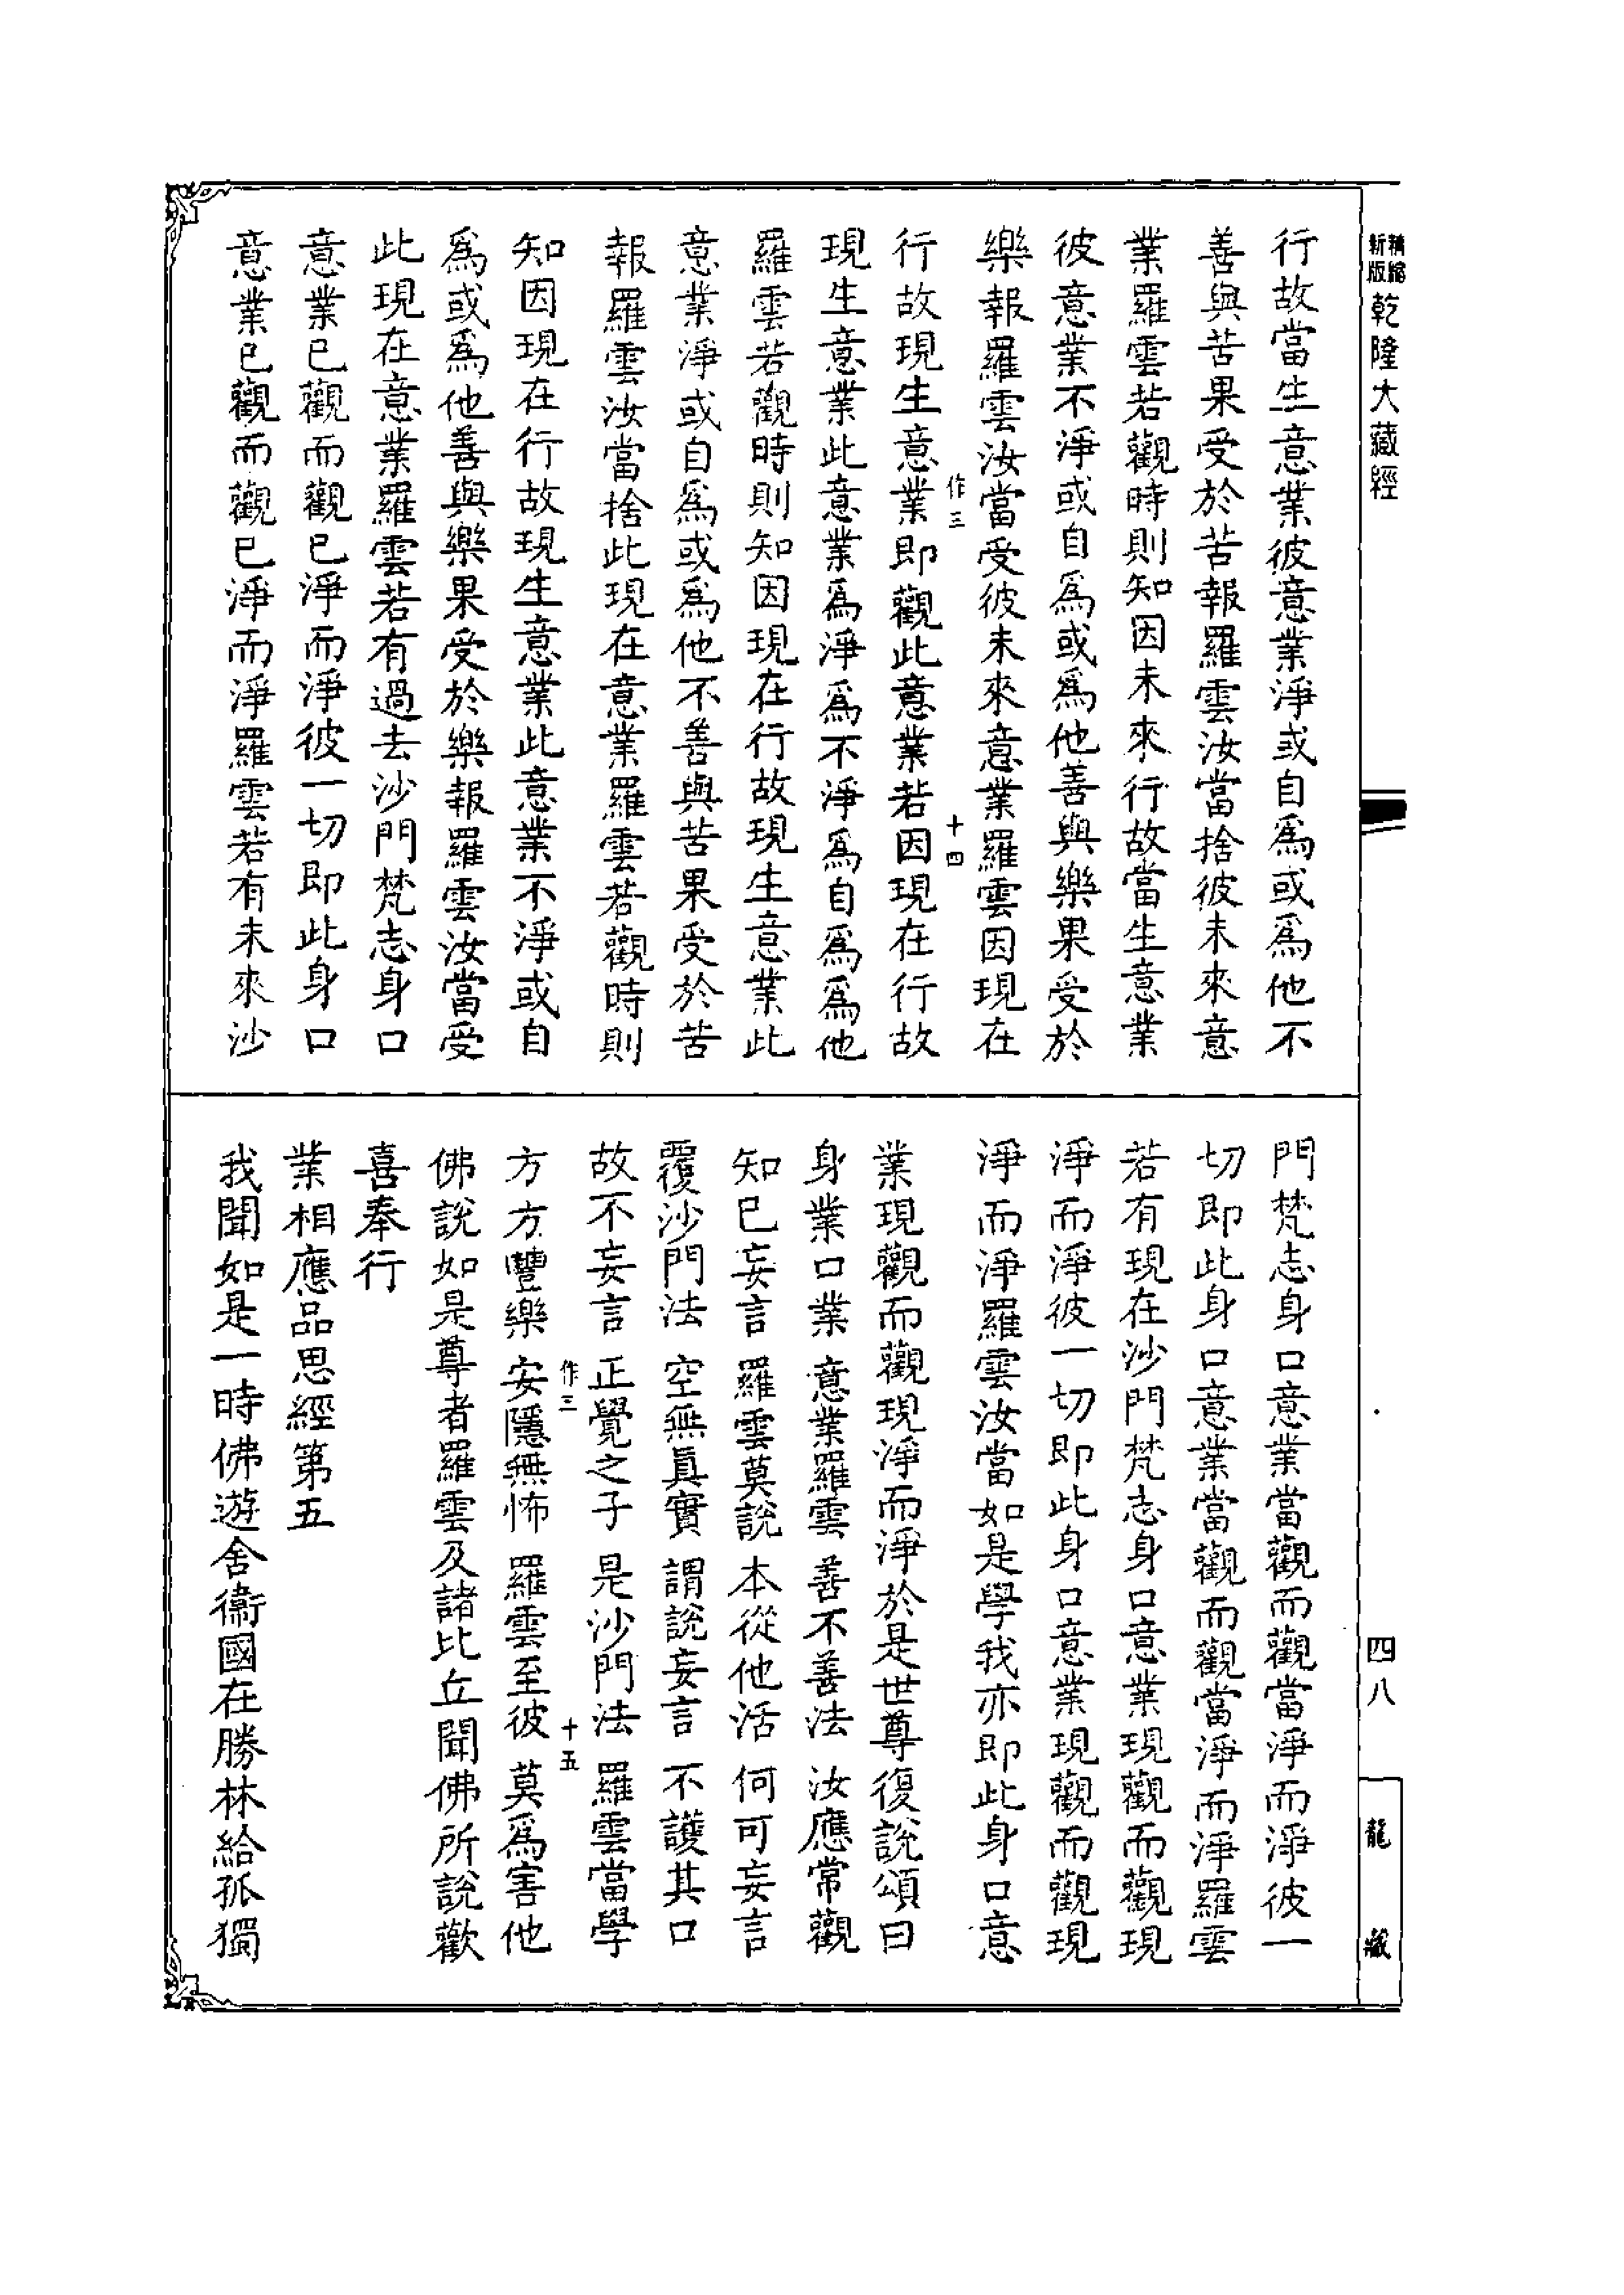 精縮新版乾隆大藏經
行故當生意業彼意業淨或自爲或爲他不
善與苦果受於苦報羅雲汝當捨彼未來意
業羅雲若觀時則知因未來行故當生意業
彼意業不淨或自爲或爲他善與樂果受於
樂報羅雲汝當受彼未來意業羅雲因現在
作三 十四
行故現生意業即觀此意業若因現在行故
現生意業此意業爲淨爲不淨爲自爲爲他
羅雲若觀時則知因現在行故現生意業此
意業淨或自爲或爲他不善與苦果受於苦
報羅雲汝當捨此現在意業羅雲若觀時則
知因現在行故現生意業此意業不淨或自
爲或爲他善與樂果受於樂報羅雲汝當受
此現在意業羅雲若有過去沙門梵志身口
意業已觀而觀已淨而淨彼一切即此身口
意業已觀而觀已淨而淨羅雲若有未來沙
門梵志身口意業當觀而觀當淨而淨彼一
切即此身口意業當觀而觀當淨而淨羅雲
若有現在沙門梵志身口意業現觀而觀現
淨而淨彼一切即此身口意業現觀而觀現
淨而淨羅雲汝當如是學我亦即此身口意
業現觀而觀現淨而淨於是世尊復說頌曰
身業口業 意業羅雲 善不善法 汝應常觀
知已妄言 羅雲莫說 本從他活 何可妄言
覆沙門法 空無真實 謂說妄言 不護其口
故不妄言 正覺之子 是沙門法 羅雲當學
作三 十五
方方豐樂 安隱無怖 羅雲至彼 莫爲害他
佛說如是尊者羅雲及諸比丘聞佛所說歡
喜奉行
業相應品思經第五
我聞如是一時佛遊舍衞國在勝林給孤獨
四八
龍藏